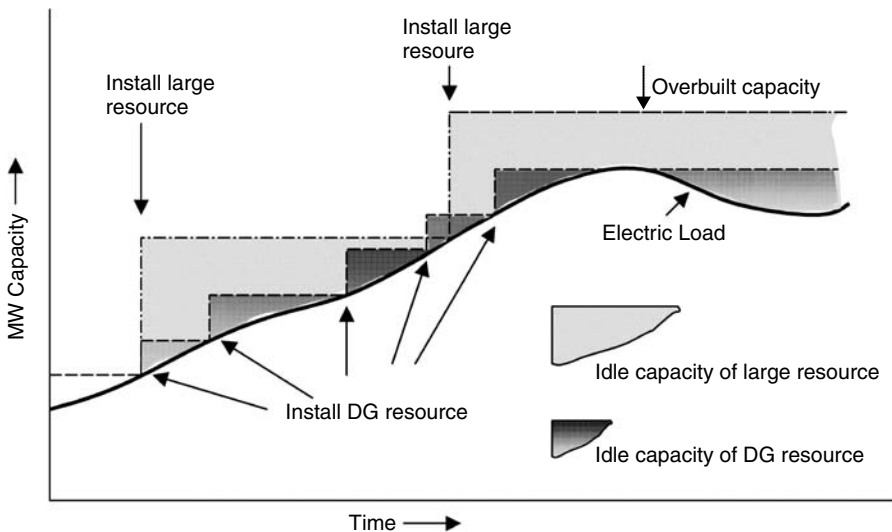 Install large
resoure
Install large
resource
Overbuilt capacity
MW Capacity
Electric Load
Idle capacity of large resource
Install DG resource
Idle capacity of DG resource
Time